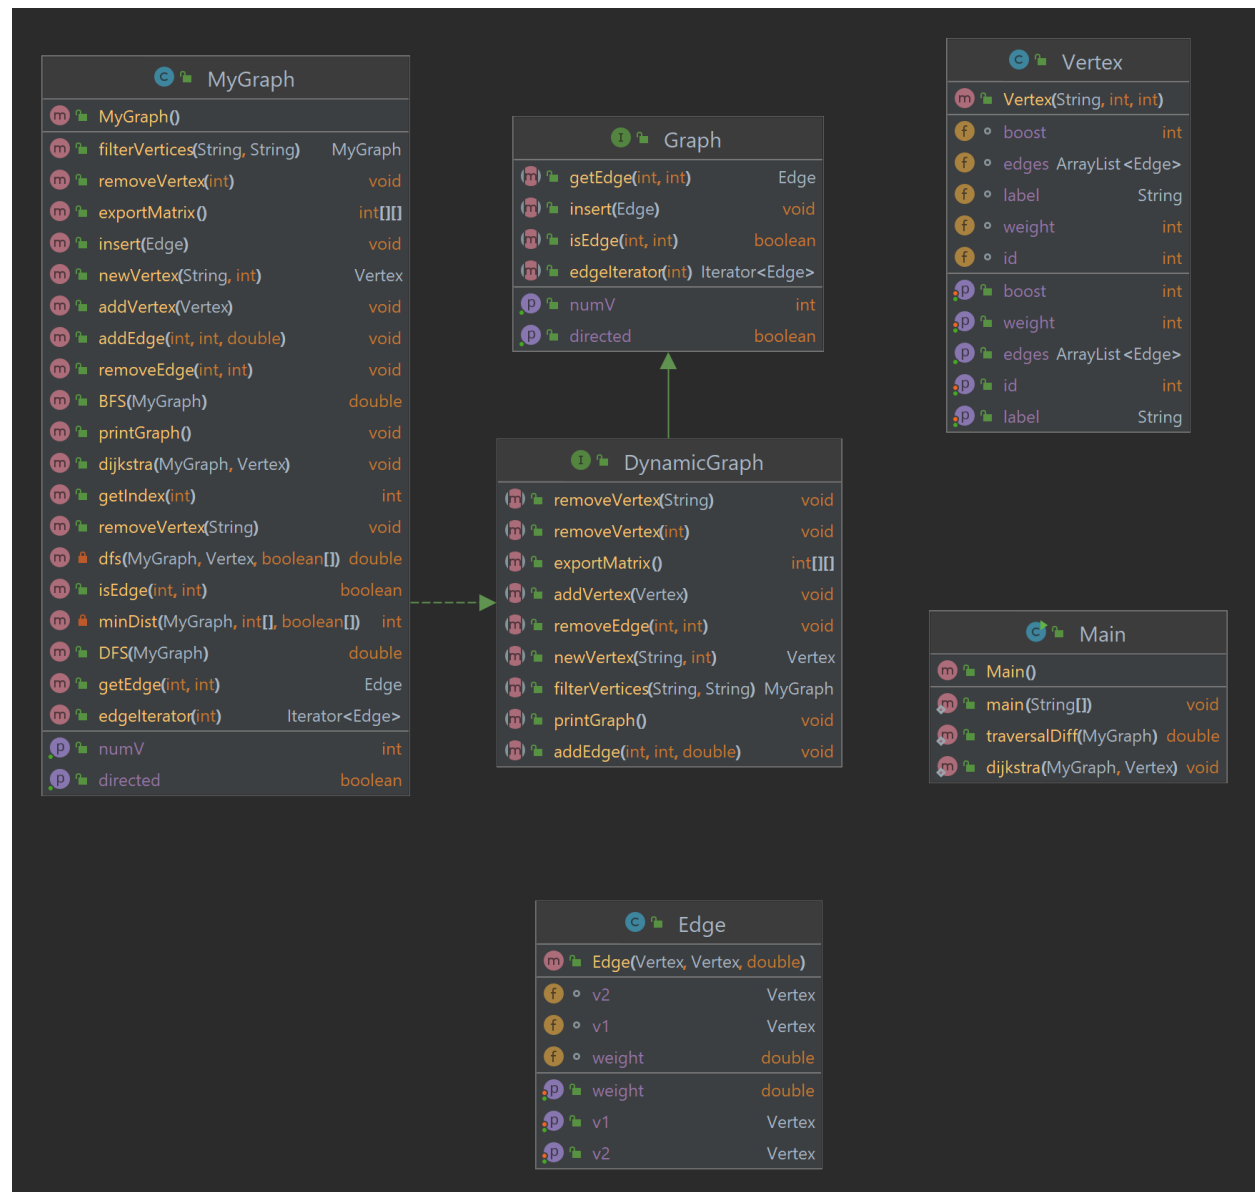 MyGraph
MyGraph()
filterVertices(String, String) MyGraph
removeVertex(int) void
exportMatrix() int[][]
insert(Edge) void
newVertex(String, int) Vertex
addVertex(Vertex) void
addEdge(int, int, double) void
removeEdge(int, int) void
BFS(MyGraph) double
printGraph() void
dijkstra(MyGraph, Vertex) void
getIndex(int) int
removeVertex(String) void
dfs(MyGraph, Vertex, boolean[]) double
isEdge(int, int) boolean
minDist(MyGraph, int[], boolean[]) int
DFS(MyGraph) double
getEdge(int, int) Edge
edgeIterator(int) Iterator<Edge>
numV int
directed boolean
Graph
getEdge(int, int) Edge
insert(Edge) void
isEdge(int, int) boolean
edgeIterator(int) Iterator<Edge>
numV int
directed boolean
DynamicGraph
removeVertex(String) void
removeVertex(int) void
exportMatrix() int[][]
addVertex(Vertex) void
removeEdge(int, int) void
newVertex(String, int) Vertex
filterVertices(String, String) MyGraph
printGraph() void
addEdge(int, int, double) void
Vertex
Vertex(String, int, int)
boost int
edges ArrayList<Edge>
label String
weight int
id int
boost int
weight int
edges ArrayList<Edge>
id int
label String
Main
Main()
main(String[]) void
traversalDiff(MyGraph) double
dijkstra(MyGraph, Vertex) void
Edge
Edge(Vertex, Vertex, double)
v2 Vertex
v1 Vertex
weight double
weight double
v1 Vertex
v2 Vertex